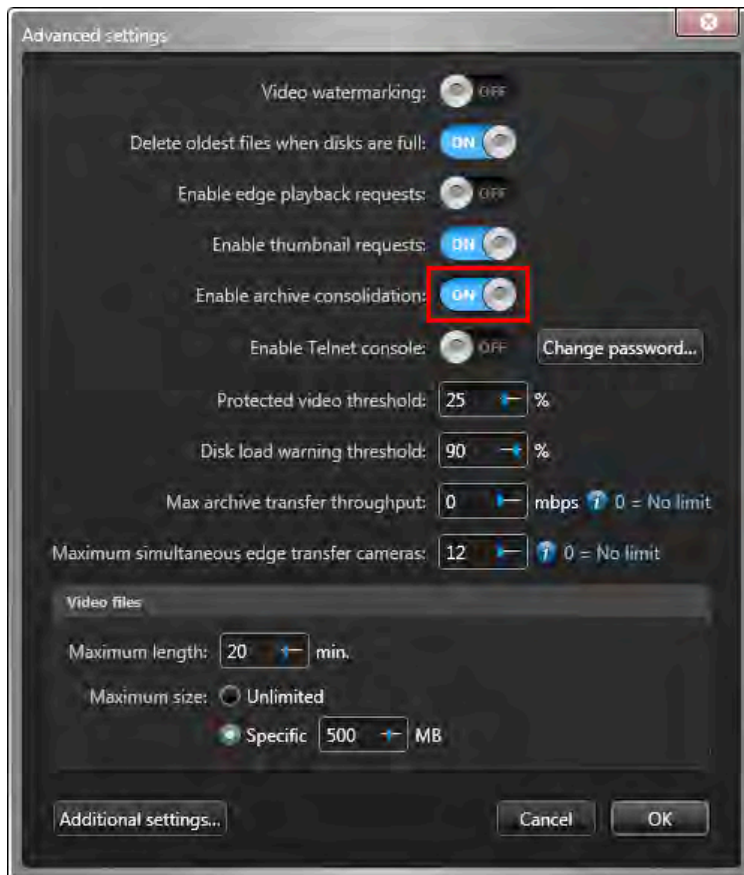 Advanced settings
Video watermarking: OFF
Delete oldest files when disks are full: ON
Enable edge playback requests: OFF
Enable thumbnail requests: ON
Enable archive consolidation: ON
Enable Telnet console: OFF Change password...
Protected video threshold: 25 %
Disk load warning threshold: 90 %
Max archive transfer throughput: 0 mbps i 0 = No limit
Maximum simultaneous edge transfer cameras: 12 i 0 = No limit
Video files
Maximum length: 20 min.
Maximum size: Unlimited
Specific 500 MB
Additional settings... Cancel OK